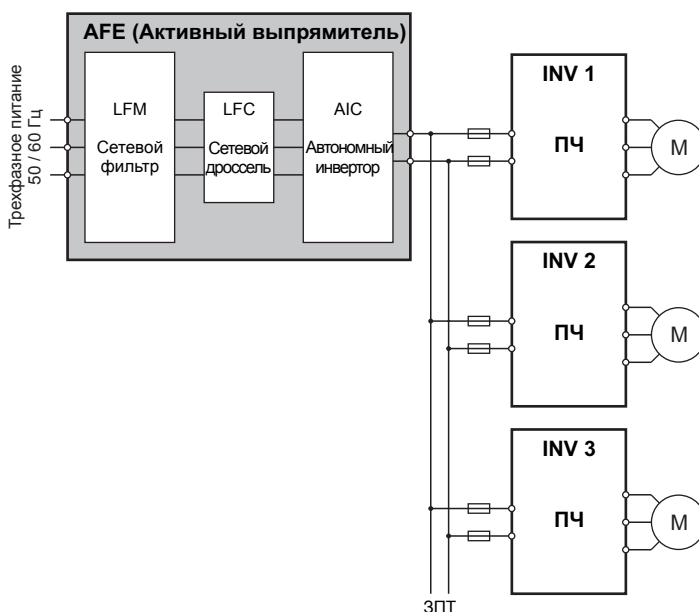 AFE (Активный выпрямитель)
Трехфазное питание
50 / 60 Гц
LFM
Сетевой
фильтр
LFC
Сетевой
дроссель
AIC
Автономный
инвертор
INV 1
ПЧ
M
INV 2
ПЧ
M
INV 3
ПЧ
M
ЗПТ